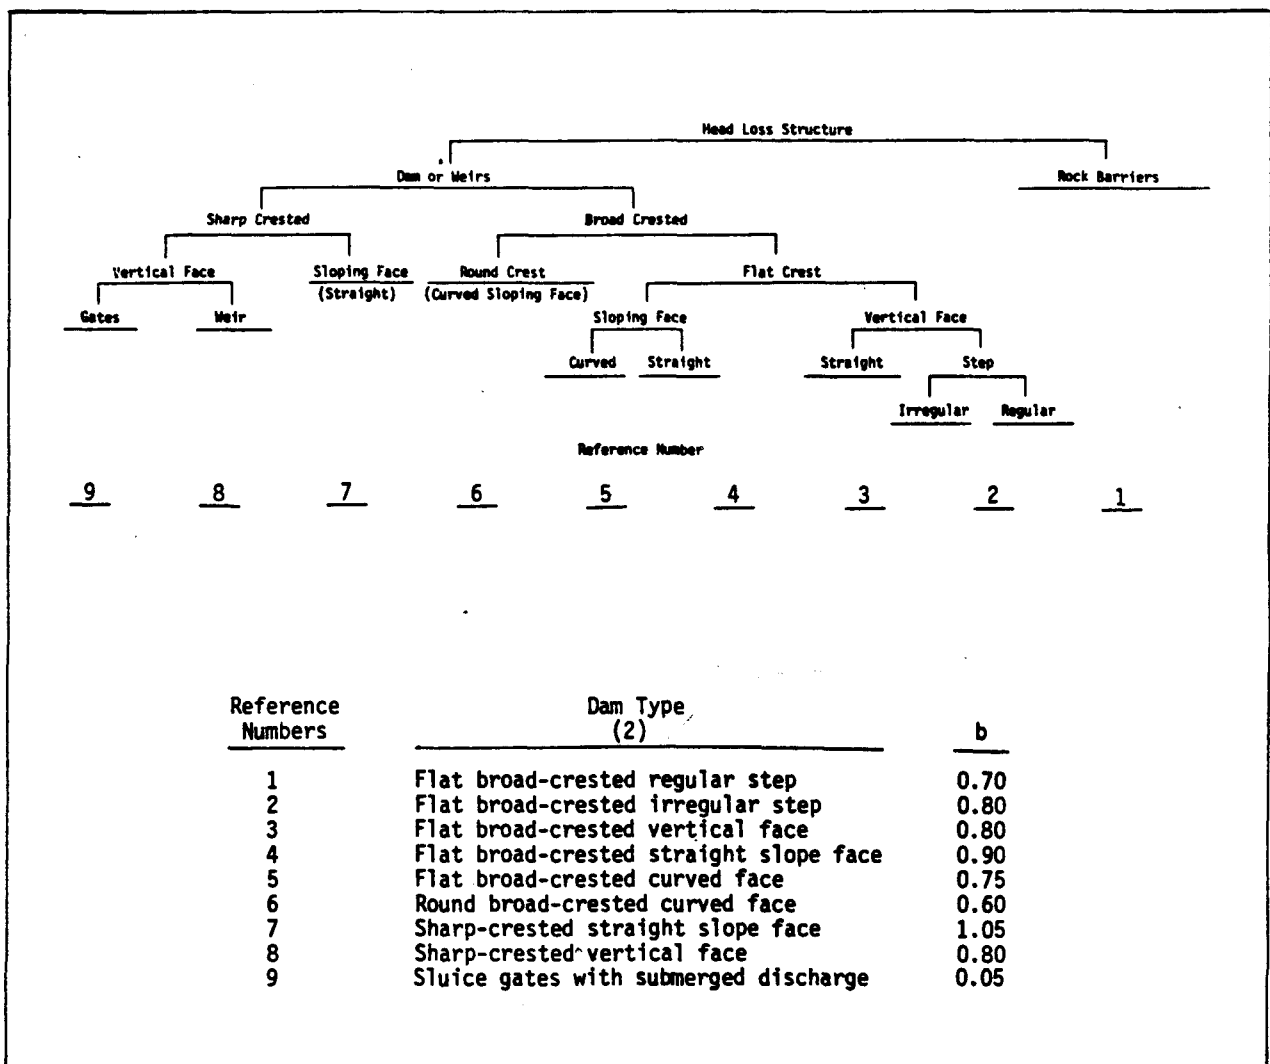 Head Loss Structure
Dam or Weirs
Rock Barriers
Sharp Crested
Broad Crested
Vertical Face
Sloping Face
(Straight)
Round Crest
(Curved Sloping Face)
Flat Crest
Gates
Weir
Sloping Face
Vertical Face
Curved
Straight
Straight
Step
Irregular
Regular
Reference Number
9 8 7 6 5 4 3 2 1
Reference Numbers
Dam Type (2)
b
1 Flat broad-crested regular step 0.70
2 Flat broad-crested irregular step 0.80
3 Flat broad-crested vertical face 0.80
4 Flat broad-crested straight slope face 0.90
5 Flat broad-crested curved face 0.75
6 Round broad-crested curved face 0.60
7 Sharp-crested straight slope face 1.05
8 Sharp-crested vertical face 0.80
9 Sluice gates with submerged discharge 0.05